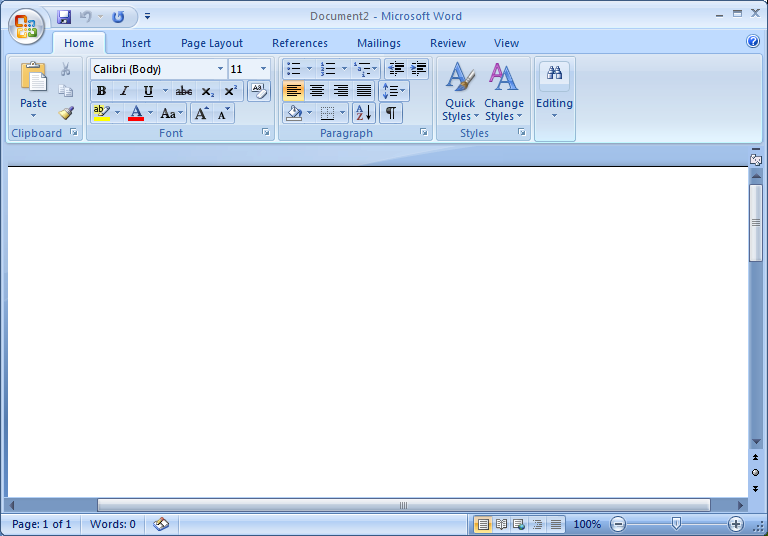 Document2 - Microsoft Word
Home Insert Page Layout References Mailings Review View
Calibri (Body) 11
Paste
B I U abc x₂ x²
ab A Aa A A
A Z ¶
Quick Styles
Change Styles
Editing
Clipboard Font Paragraph Styles
Page: 1 of 1 Words: 0 100%